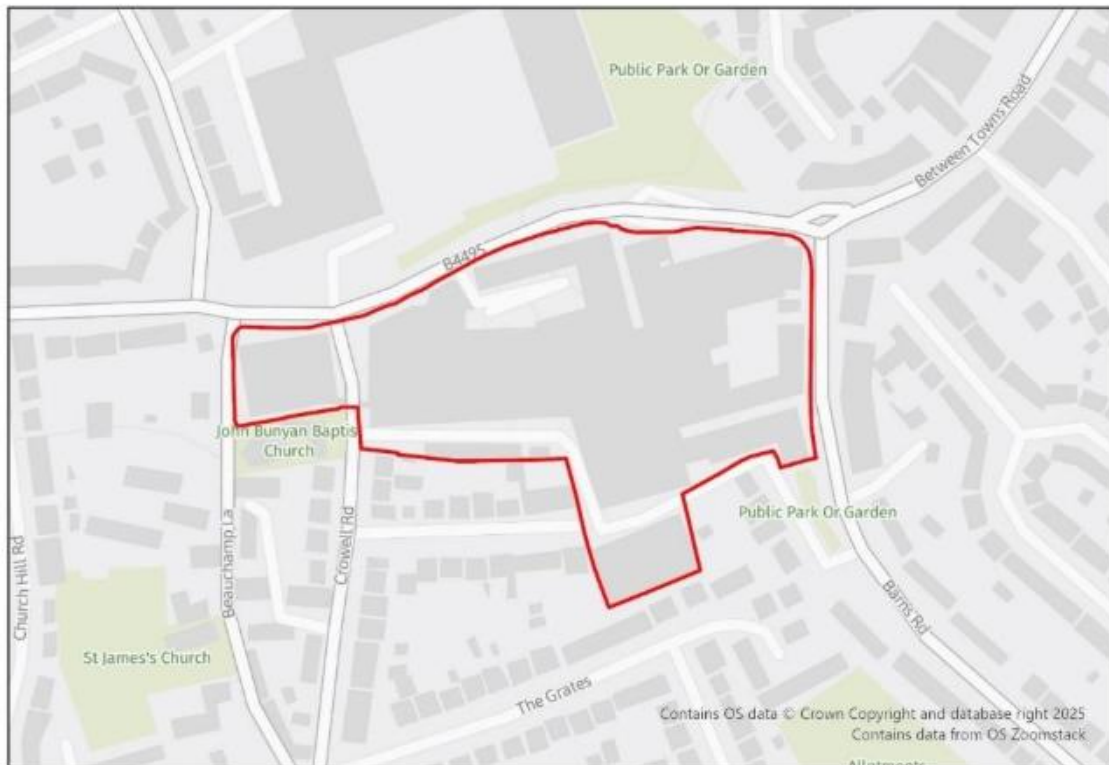 Public Park Or Garden
Between Towns Road
B4495
John Bunyan Baptis
Church
Public Park Or Garden
Church Hill Rd
Beauchamp La
Crowell Rd
Barns Rd
St James's Church
The Grates
Contains OS data © Crown Copyright and database right 2025
Contains data from OS Zoomstack
Allotments